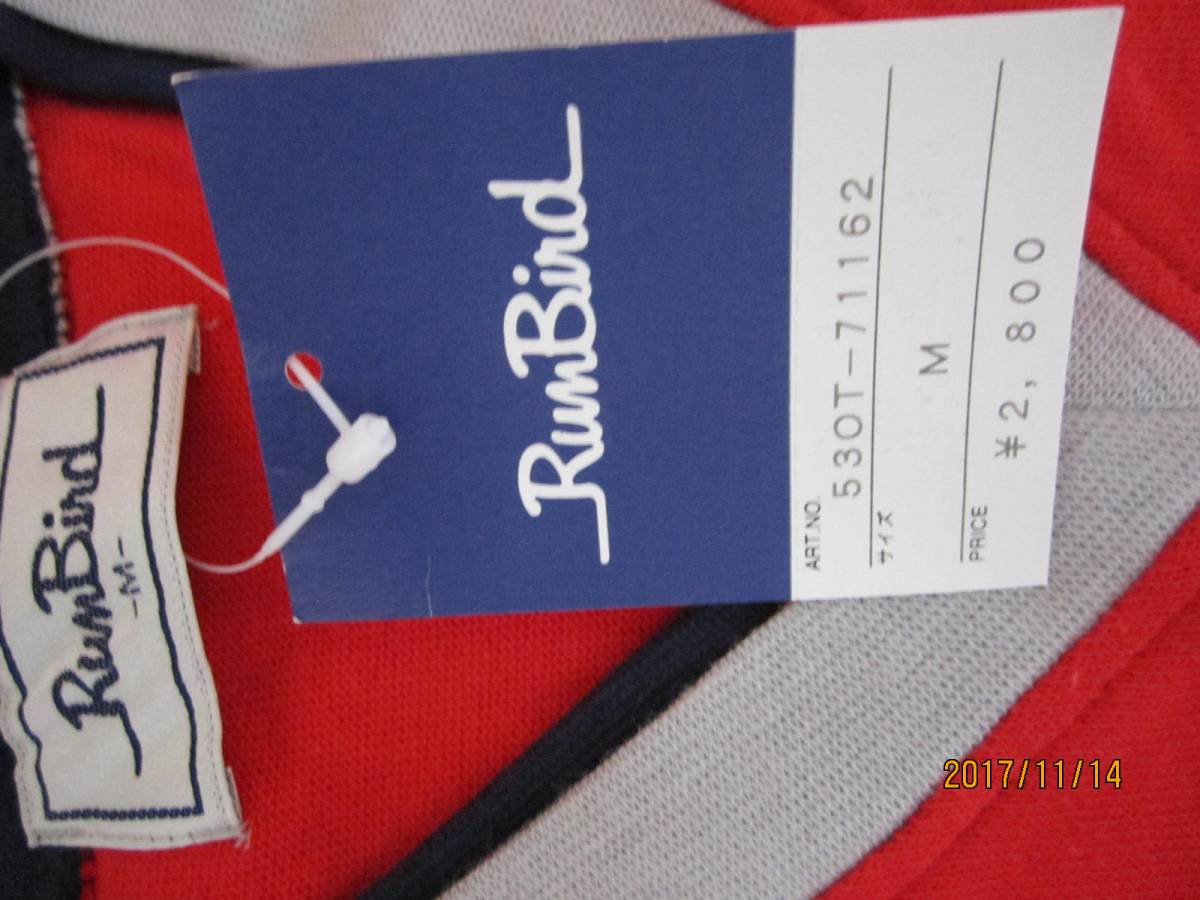 RunBird
ART.NO.
530T-71162
サイズ
M
PRICE
¥2,800
RunBird
-M-
2017/11/14